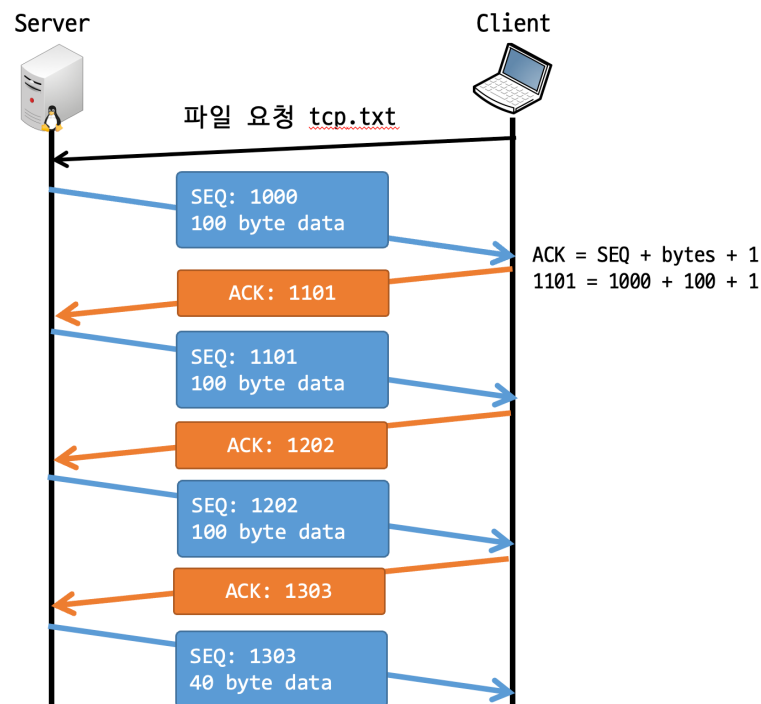 Server
Client
파일 요청 tcp.txt
SEQ: 1000
100 byte data
ACK = SEQ + bytes + 1
1101 = 1000 + 100 + 1
ACK: 1101
SEQ: 1101
100 byte data
ACK: 1202
SEQ: 1202
100 byte data
ACK: 1303
SEQ: 1303
40 byte data